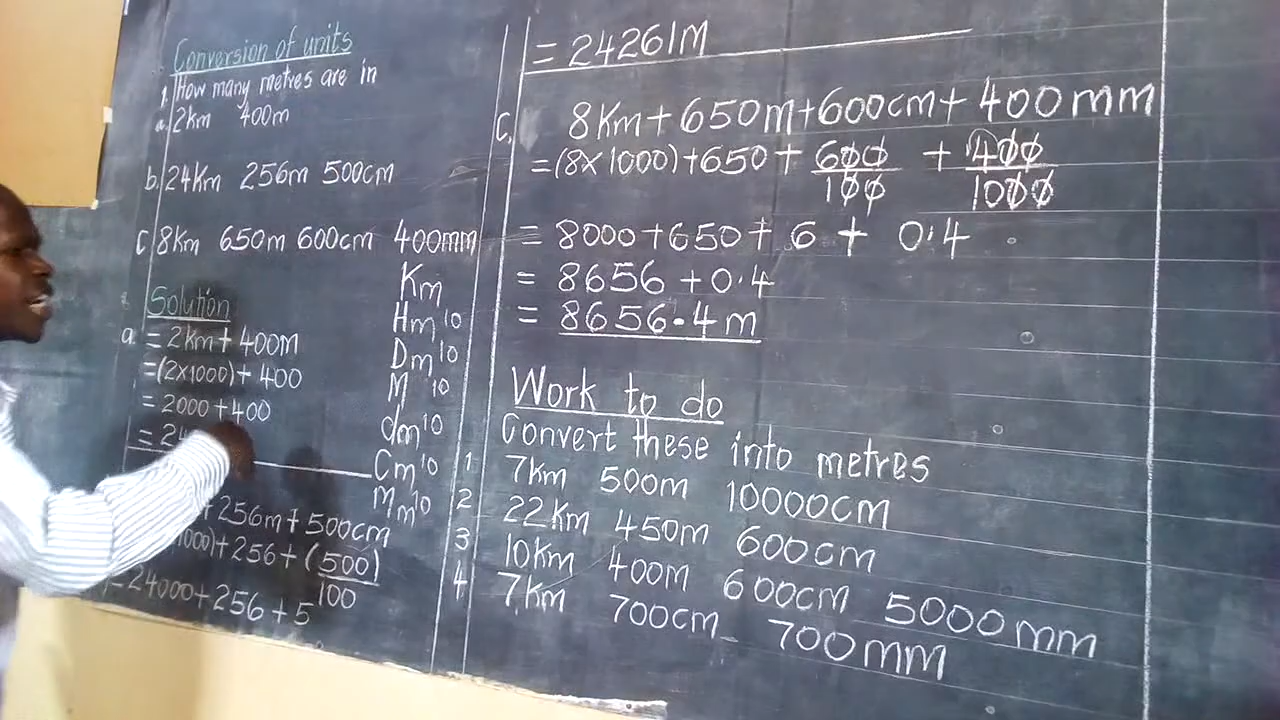 Conversion of units
1. How many metres are in
a. 2km 400m
b. 24Km 256m 500cm
C 8Km 650m 600cm 400mm
Km
Hm 10
Dm 10
M 10
dm 10
Cm 10
Mm 10
Solution
a. = 2km + 400m
= (2x1000) + 400
= 2000 + 400
= 24
+ 256m + 500cm
1000) + 256 + (500)
100
= 24000 + 256 + 5
= 24261M
C, 8Km + 650m + 600cm + 400mm
= (8x1000) + 650 + 600 + 400
100 1000
= 8000 + 650 + 6 + 0.4
= 8656 + 0.4
= 8656.4m
Work to do
Convert these into metres
1 7km 500m 10000cm
2 22Km 450m 600cm
3 10Km 400m 600cm 5000mm
4 7km 700cm 700mm